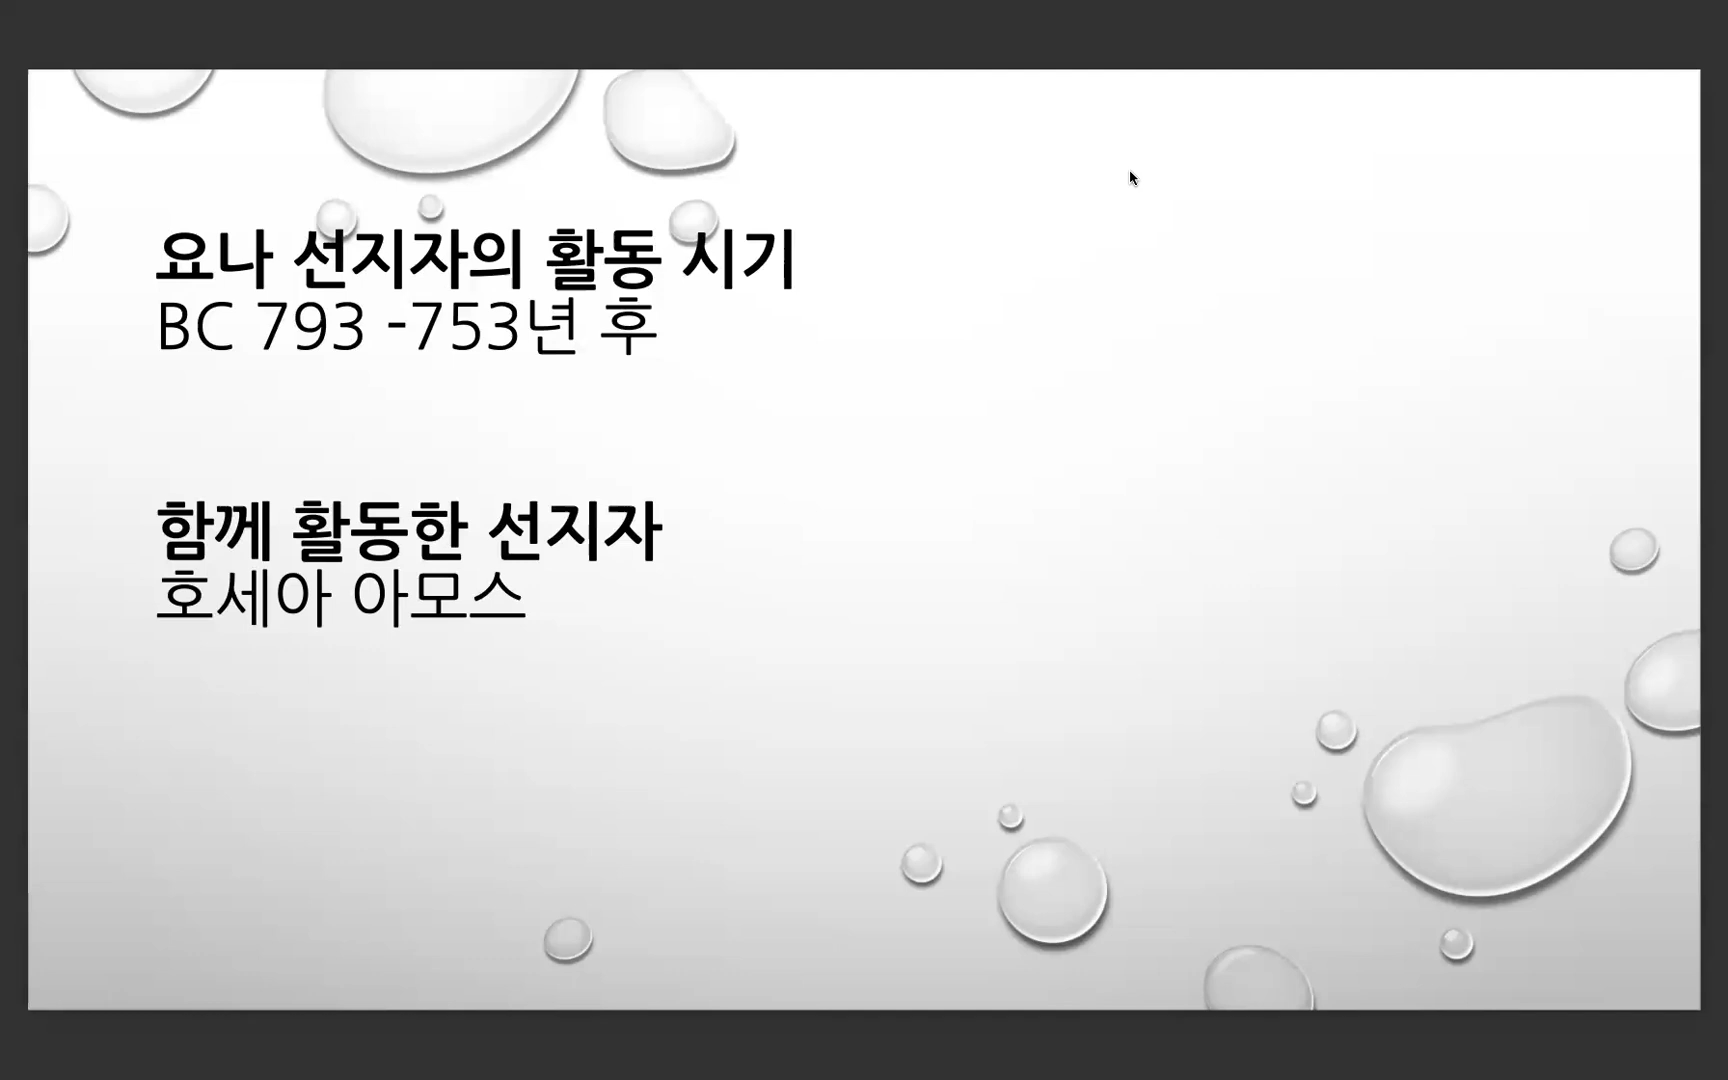 요나 선지자의 활동 시기
BC 793 -753년 후
함께 활동한 선지자
호세아 아모스